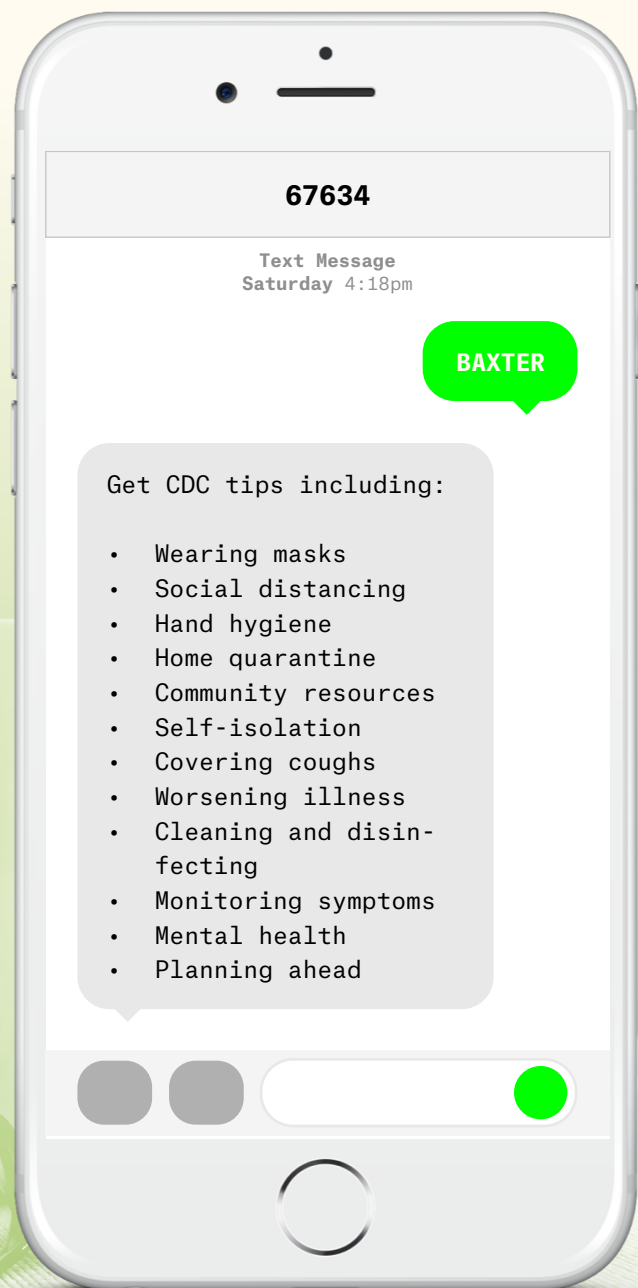 67634
Text Message
Saturday 4:18pm
BAXTER
Get CDC tips including:
• Wearing masks
• Social distancing
• Hand hygiene
• Home quarantine
• Community resources
• Self-isolation
• Covering coughs
• Worsening illness
• Cleaning and disin-
fecting
• Monitoring symptoms
• Mental health
• Planning ahead